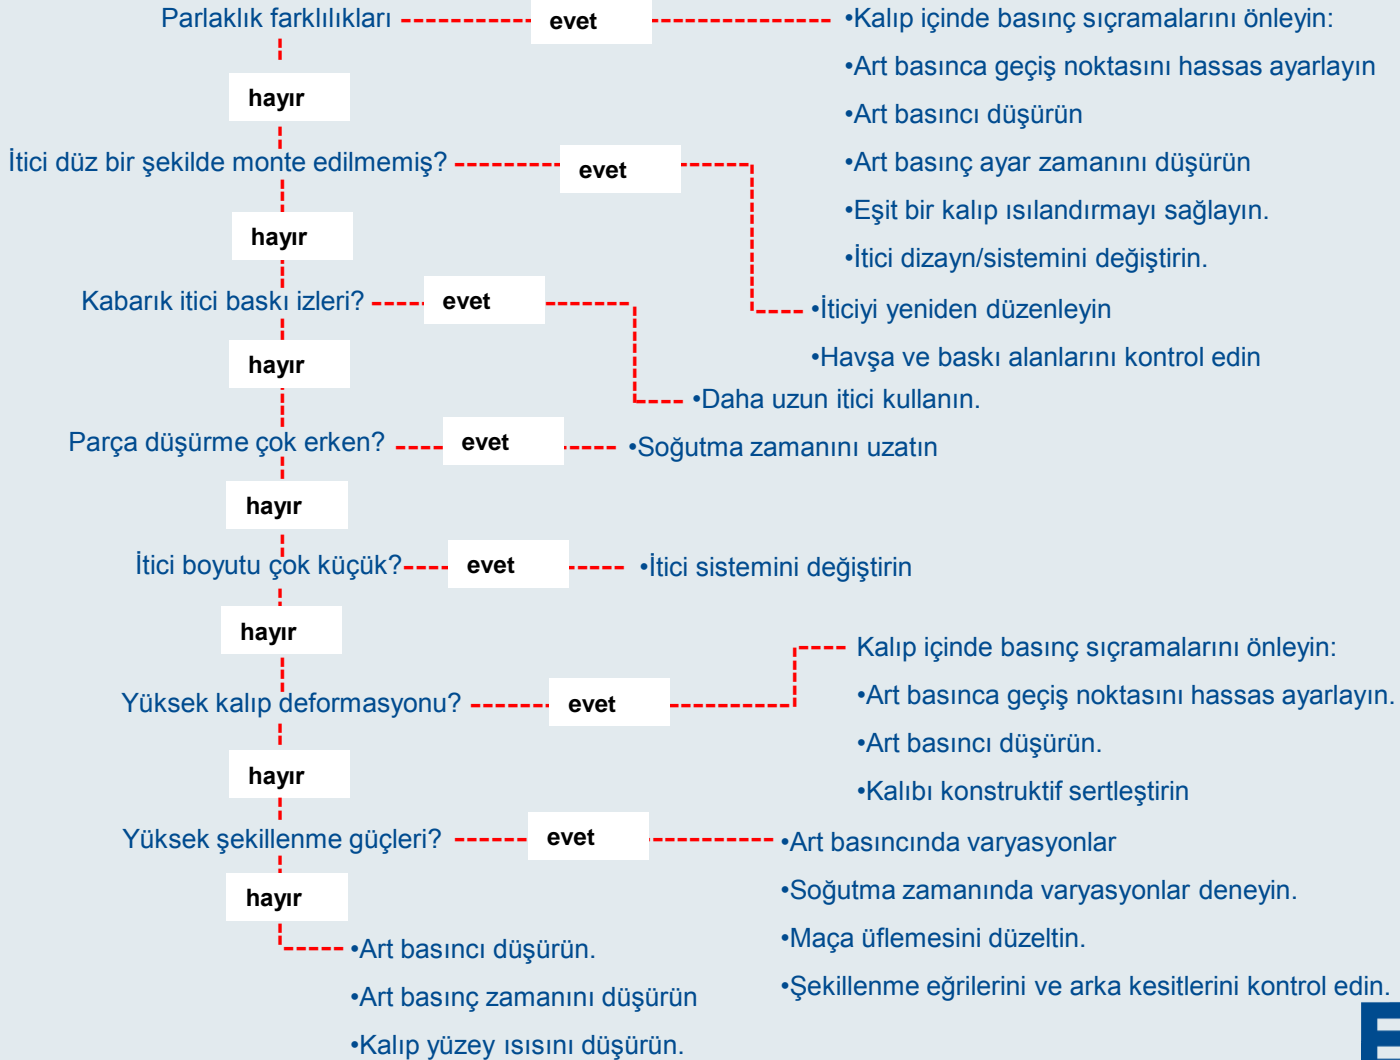 Parlaklık farklılıkları
evet
•Kalıp içinde basınç sıçramalarını önleyin:
•Art basınca geçiş noktasını hassas ayarlayın
•Art basıncı düşürün
•Art basınç ayar zamanını düşürün
•Eşit bir kalıp ısılandırmayı sağlayın.
•İtici dizayn/sistemini değiştirin.
hayır
İtici düz bir şekilde monte edilmemiş?
evet
•İticiyi yeniden düzenleyin
•Havşa ve baskı alanlarını kontrol edin
hayır
Kabarık itici baskı izleri?
evet
•Daha uzun itici kullanın.
hayır
Parça düşürme çok erken?
evet
•Soğutma zamanını uzatın
hayır
İtici boyutu çok küçük?
evet
•İtici sistemini değiştirin
hayır
Yüksek kalıp deformasyonu?
evet
Kalıp içinde basınç sıçramalarını önleyin:
•Art basınca geçiş noktasını hassas ayarlayın.
•Art basıncı düşürün.
•Kalıbı konstruktif sertleştirin
hayır
Yüksek şekillenme güçleri?
evet
•Art basıncında varyasyonlar
•Soğutma zamanında varyasyonlar deneyin.
•Maça üflemesini düzeltin.
•Şekillenme eğrilerini ve arka kesitlerini kontrol edin.
hayır
•Art basıncı düşürün.
•Art basınç zamanını düşürün
•Kalıp yüzey ısısını düşürün.